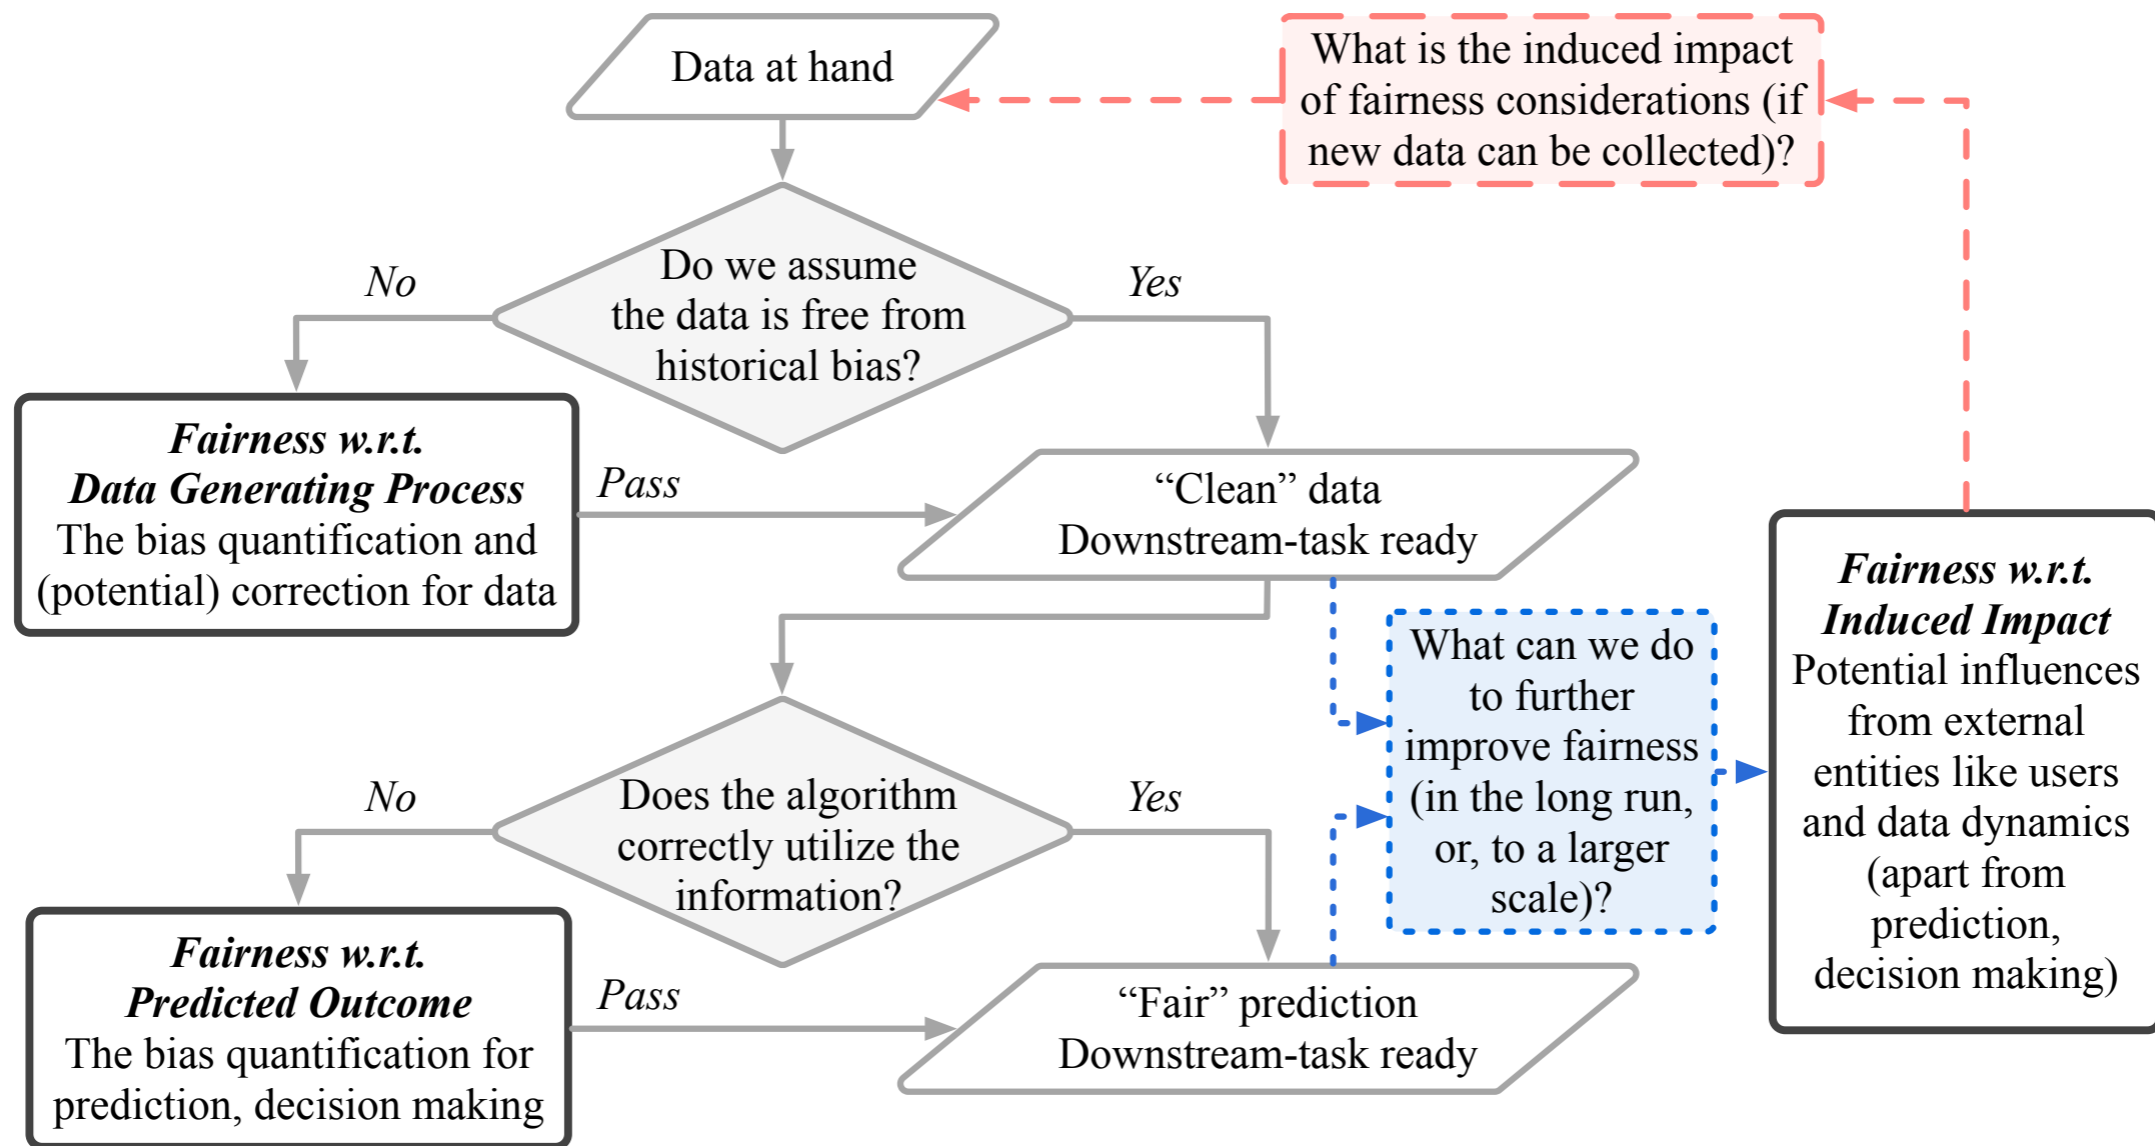 Data at hand
What is the induced impact
of fairness considerations (if
new data can be collected)?
Do we assume
the data is free from
historical bias?
No
Yes
Fairness w.r.t.
Data Generating Process
The bias quantification and
(potential) correction for data
Pass
“Clean” data
Downstream-task ready
What can we do
to further
improve fairness
(in the long run,
or, to a larger
scale)?
Fairness w.r.t.
Induced Impact
Potential influences
from external
entities like users
and data dynamics
(apart from
prediction,
decision making)
Does the algorithm
correctly utilize the
information?
No
Yes
Fairness w.r.t.
Predicted Outcome
The bias quantification for
prediction, decision making
Pass
“Fair” prediction
Downstream-task ready